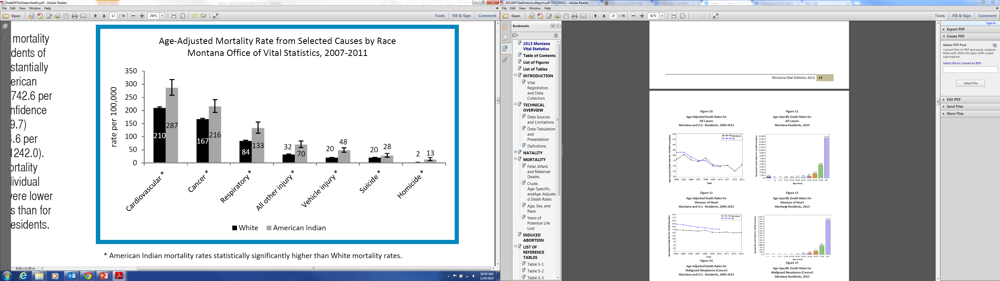 StateOfTheStatesHealth.pdf - Adobe Reader
File Edit View Window Help
Open 12 / 36 250% Tools Fill & Sign Comment
mortality
dents of
stantially
erican
742.6 per
nfidence
9.7)
.6 per
1242.0).
ortality
dividual
were lower
s than for
esidents.
Age-Adjusted Mortality Rate from Selected Causes by Race
Montana Office of Vital Statistics, 2007-2011
rate per 100,000
350
300
250
200
150
100
50
0
210 287
167 216
84 133
32 70
20 48
20 28
2 13
Cardiovascular *
Cancer *
Respiratory *
All other injury *
Vehicle injury *
Suicide *
Homicide *
White American Indian
* American Indian mortality rates statistically significantly higher than White mortality rates.
8.50 x 11.00 in
10:50 AM
12/9/2014
2013MTVitalStatisticsReport.pdf (SECURED) - Adobe Reader
File Edit View Window Help
Open 25 / 90 82% Tools Fill & Sign Comment
Bookmarks
2013 Montana
Vital Statistics
Table of Contents
List of Figures
List of Tables
INTRODUCTION
Vital
Registration
and Data
Collection
TECHNICAL
OVERVIEW
Data Sources
and Limitations
Data Tabulation
and
Presentation
Definitions
NATALITY
MORTALITY
Fetal, Infant,
and Maternal
Deaths
Crude,
Age-Specific,
andAge-Adjuste
d Death Rates
Age, Sex, and
Race
Years of
Potential Life
Lost
INDUCED
ABORTION
LIST OF
REFERENCE
TABLES
Table S-1
Table S-2
Table S-3
Montana Vital Statistics 2013 14
Figure 10
Age-Adjusted Death Rates for
All Causes
Montana and U.S. Residents, 2004-2013
Age-Adjusted Death Rate Per 100,000 Population
Montana
US
2004 2005 2006 2007 2008 2009 2010 2011 2012 2013
Year
Figure 11
Age-Specific Death Rates for
All Causes
Montana Residents, 2013
Age Specific Death Rates Per 100,000 Population
< 1 1-4 5-14 15-24 25-34 35-44 45-54 55-64 65-74 75-84 85+
Age (Years)
Figure 12
Age-Adjusted Death Rates for
Diseases of Heart
Montana and U.S. Residents, 2004-2013
Age-Adjusted Death Rate Per 100,000 Population
Montana
US
2004 2005 2006 2007 2008 2009 2010 2011 2012 2013
Year
Figure 13
Age-Specific Death Rates for
Diseases of Heart
Montana Residents, 2013
Age Specific Death Rates Per 100,000 Population
< 1 1-4 5-14 15-24 25-34 35-44 45-54 55-64 65-74 75-84 85+
Age (Years)
Figure 14
Age-Adjusted Death Rates for
Malignant Neoplasms (Cancer)
Montana and U.S. Residents, 2004-2013
Figure 15
Age-Specific Death Rates for
Malignant Neoplasms (Cancer)
Montana Residents, 2013
Sign In
Export PDF
Create PDF
Adobe PDF Pack
Convert files to PDF and easily combine
them with other file types with a paid
subscription.
Select File to Convert to PDF:
Select File
Edit PDF
Send Files
Store Files